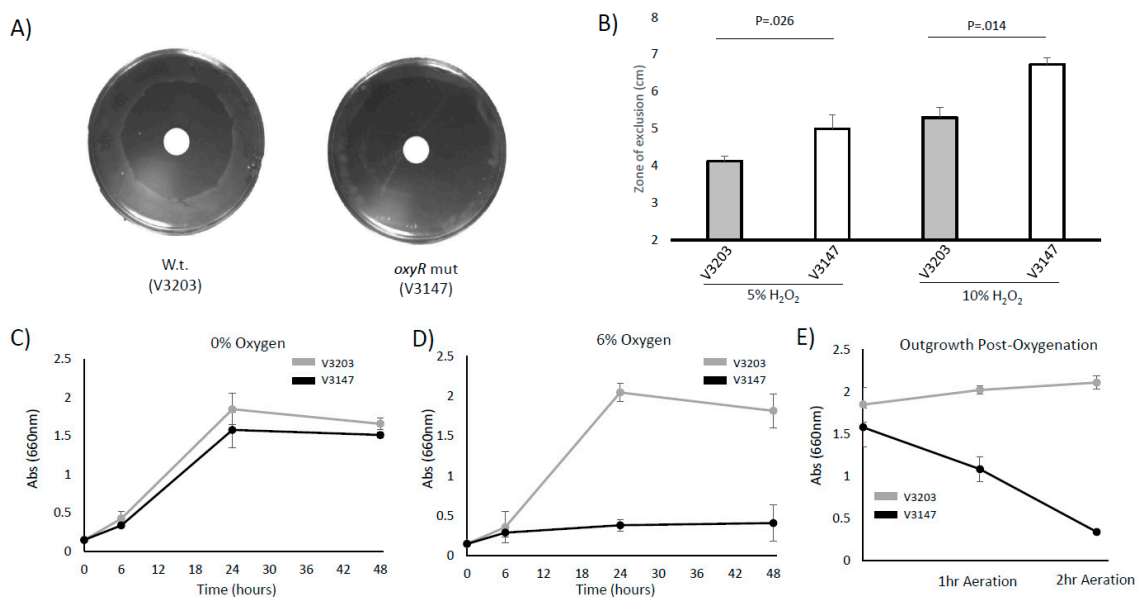 A)
W.t.
(V3203)
oxyR mut
(V3147)
B)
P=.026
P=.014
Zone of exclusion (cm)
8
7
6
5
4
3
2
V3203
V3147
V3203
V3147
5% H₂O₂
10% H₂O₂
C)
0% Oxygen
V3203
V3147
Abs (660nm)
2.5
2
1.5
1
0.5
0
0 6 12 18 24 30 36 42 48
Time (hours)
D)
6% Oxygen
V3203
V3147
Abs (660nm)
2.5
2
1.5
1
0.5
0
0 6 12 18 24 30 36 42 48
Time (hours)
E)
Outgrowth Post-Oxygenation
Abs (660nm)
2.5
2
1.5
1
0.5
0
V3203
V3147
1hr Aeration
2hr Aeration